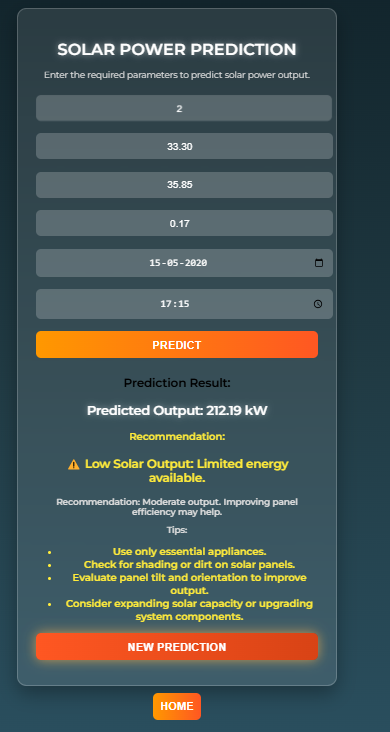 SOLAR POWER PREDICTION
Enter the required parameters to predict solar power output.
2
33.30
35.85
0.17
15-05-2020
17:15
PREDICT
Prediction Result:
Predicted Output: 212.19 kW
Recommendation:
⚠ Low Solar Output: Limited energy
available.
Recommendation: Moderate output. Improving panel
efficiency may help.
Tips:
• Use only essential appliances.
• Check for shading or dirt on solar panels.
• Evaluate panel tilt and orientation to improve
output.
• Consider expanding solar capacity or upgrading
system components.
NEW PREDICTION
HOME